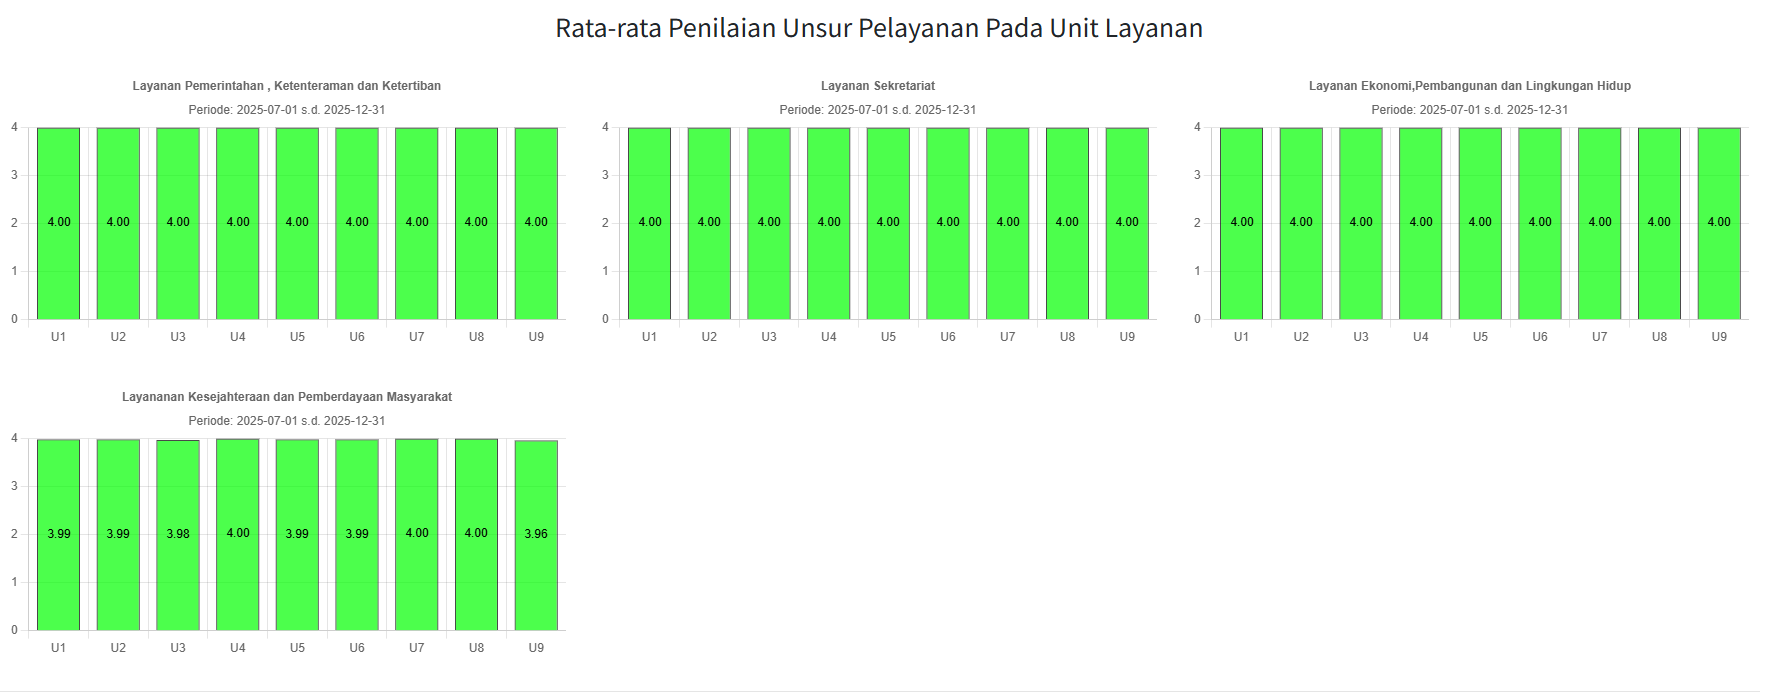 Rata-rata Penilaian Unsur Pelayanan Pada Unit Layanan
Layanan Pemerintahan , Ketenteraman dan Ketertiban
Periode: 2025-07-01 s.d. 2025-12-31
4
3
2
1
0
4.00 4.00 4.00 4.00 4.00 4.00 4.00 4.00 4.00
U1 U2 U3 U4 U5 U6 U7 U8 U9
Layanan Sekretariat
Periode: 2025-07-01 s.d. 2025-12-31
4
3
2
1
0
4.00 4.00 4.00 4.00 4.00 4.00 4.00 4.00 4.00
U1 U2 U3 U4 U5 U6 U7 U8 U9
Layanan Ekonomi,Pembangunan dan Lingkungan Hidup
Periode: 2025-07-01 s.d. 2025-12-31
4
3
2
1
0
4.00 4.00 4.00 4.00 4.00 4.00 4.00 4.00 4.00
U1 U2 U3 U4 U5 U6 U7 U8 U9
Layananan Kesejahteraan dan Pemberdayaan Masyarakat
Periode: 2025-07-01 s.d. 2025-12-31
4
3
2
1
0
3.99 3.99 3.98 4.00 3.99 3.99 4.00 4.00 3.96
U1 U2 U3 U4 U5 U6 U7 U8 U9